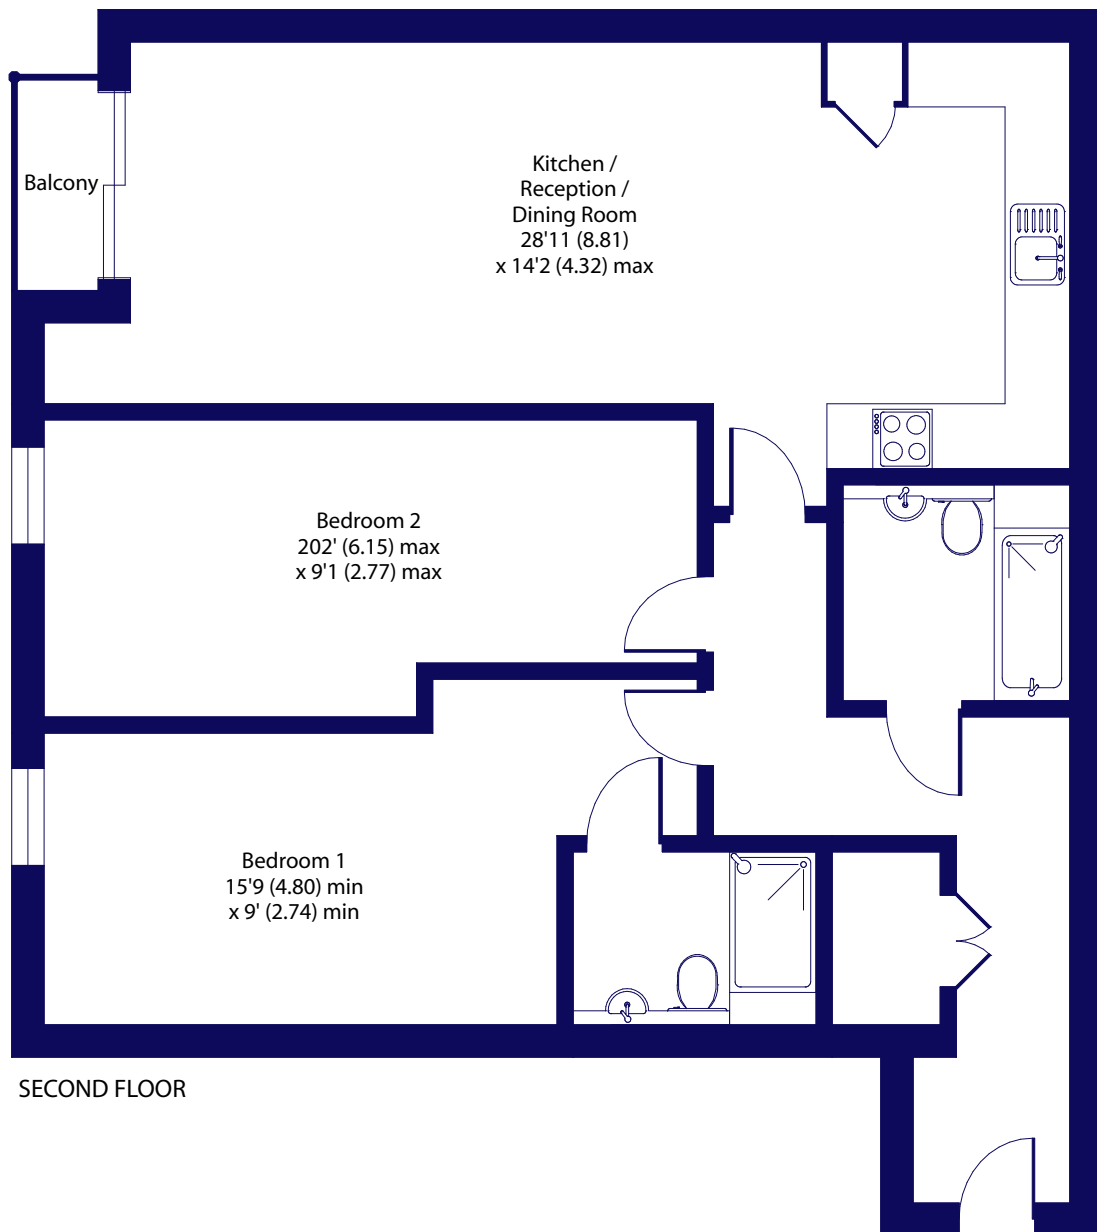 Balcony
Kitchen /
Reception /
Dining Room
28'11 (8.81)
x 14'2 (4.32) max
Bedroom 2
202' (6.15) max
x 9'1 (2.77) max
Bedroom 1
15'9 (4.80) min
x 9' (2.74) min
SECOND FLOOR